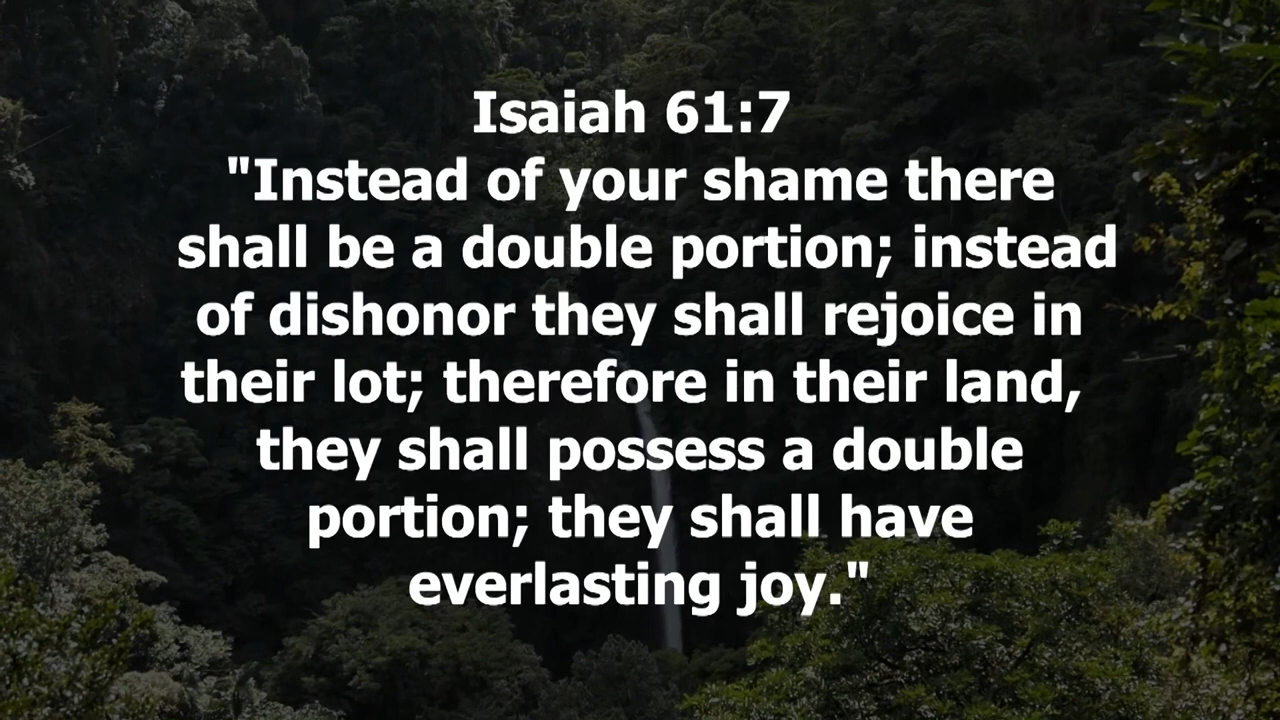 Isaiah 61:7
"Instead of your shame there
shall be a double portion; instead
of dishonor they shall rejoice in
their lot; therefore in their land,
they shall possess a double
portion; they shall have
everlasting joy."